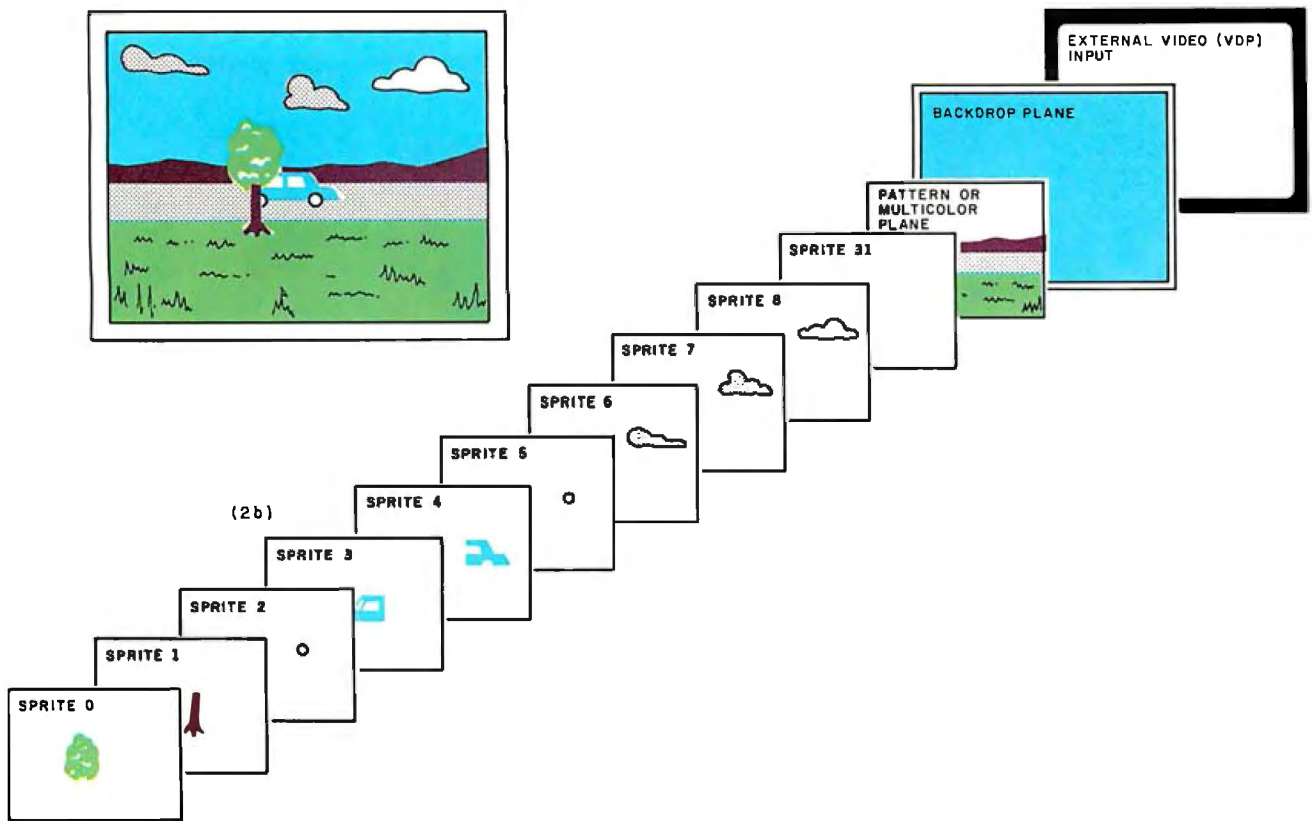 EXTERNAL VIDEO (VDP)
INPUT
BACKDROP PLANE
PATTERN OR
MULTICOLOR
PLANE
SPRITE 31
SPRITE 8
SPRITE 7
SPRITE 6
SPRITE 5
(2b)
SPRITE 4
SPRITE 3
SPRITE 2
SPRITE 1
SPRITE 0